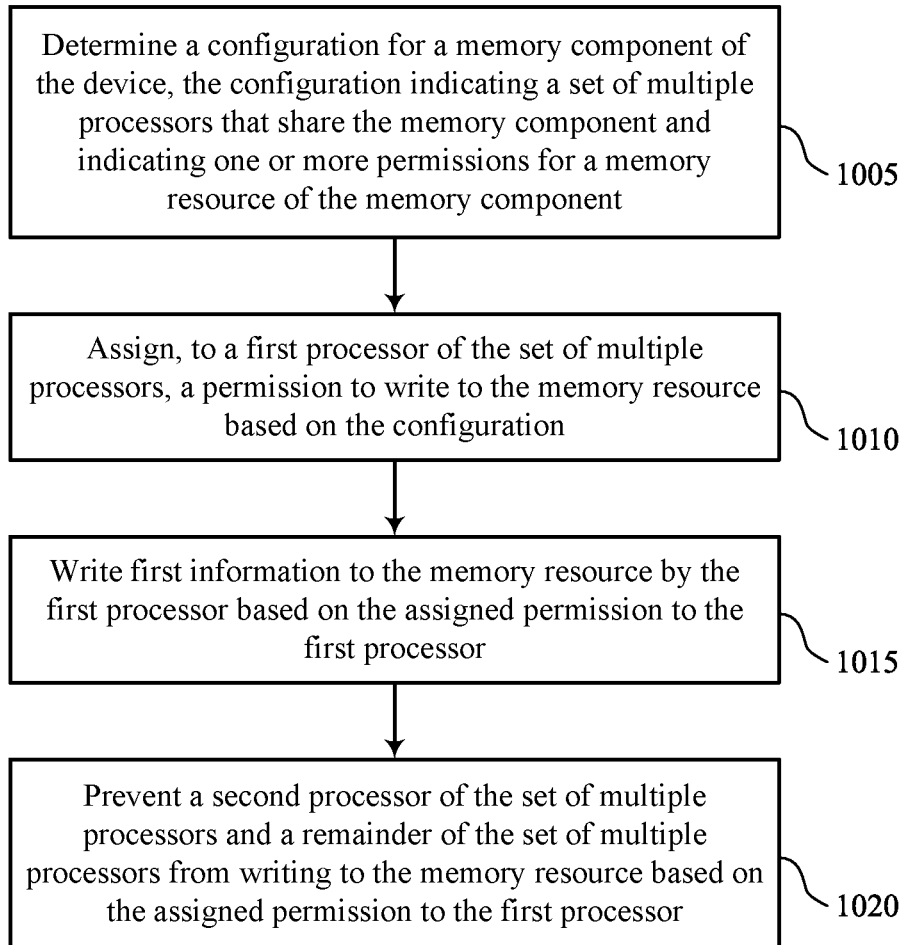 Determine a configuration for a memory component of
the device, the configuration indicating a set of multiple
processors that share the memory component and
indicating one or more permissions for a memory
resource of the memory component
1005
Assign, to a first processor of the set of multiple
processors, a permission to write to the memory resource
based on the configuration
1010
Write first information to the memory resource by the
first processor based on the assigned permission to the
first processor
1015
Prevent a second processor of the set of multiple
processors and a remainder of the set of multiple
processors from writing to the memory resource based on
the assigned permission to the first processor
1020